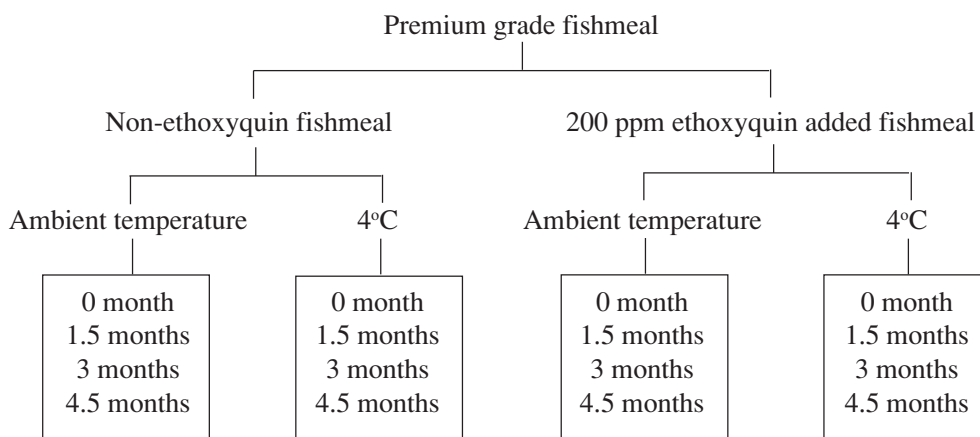 Premium grade fishmeal
Non-ethoxyquin fishmeal
200 ppm ethoxyquin added fishmeal
Ambient temperature
4°C
Ambient temperature
4°C
0 month
1.5 months
3 months
4.5 months
0 month
1.5 months
3 months
4.5 months
0 month
1.5 months
3 months
4.5 months
0 month
1.5 months
3 months
4.5 months